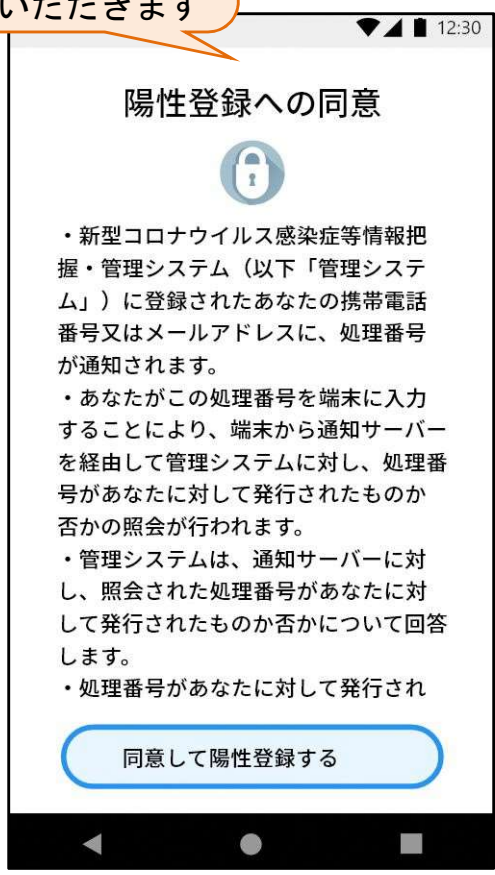 いただきます
12:30
陽性登録への同意
・新型コロナウイルス感染症等情報把
握・管理システム（以下「管理システ
ム」）に登録されたあなたの携帯電話
番号又はメールアドレスに、処理番号
が通知されます。
・あなたがこの処理番号を端末に入力
することにより、端末から通知サーバー
を経由して管理システムに対し、処理番
号があなたに対して発行されたものか
否かの照会が行われます。
・管理システムは、通知サーバーに対
し、照会された処理番号があなたに対
して発行されたものか否かについて回答
します。
・処理番号があなたに対して発行され
同意して陽性登録する